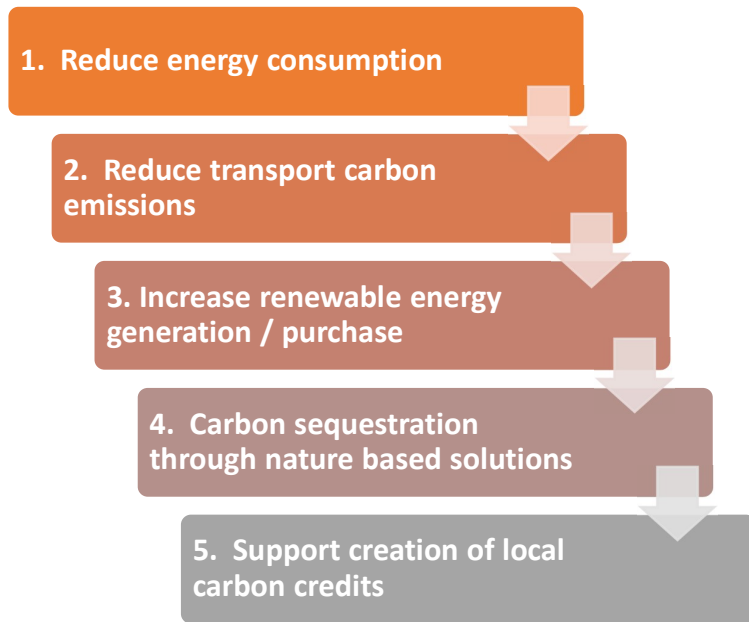 1. Reduce energy consumption
2. Reduce transport carbon
emissions
3. Increase renewable energy
generation / purchase
4. Carbon sequestration
through nature based solutions
5. Support creation of local
carbon credits